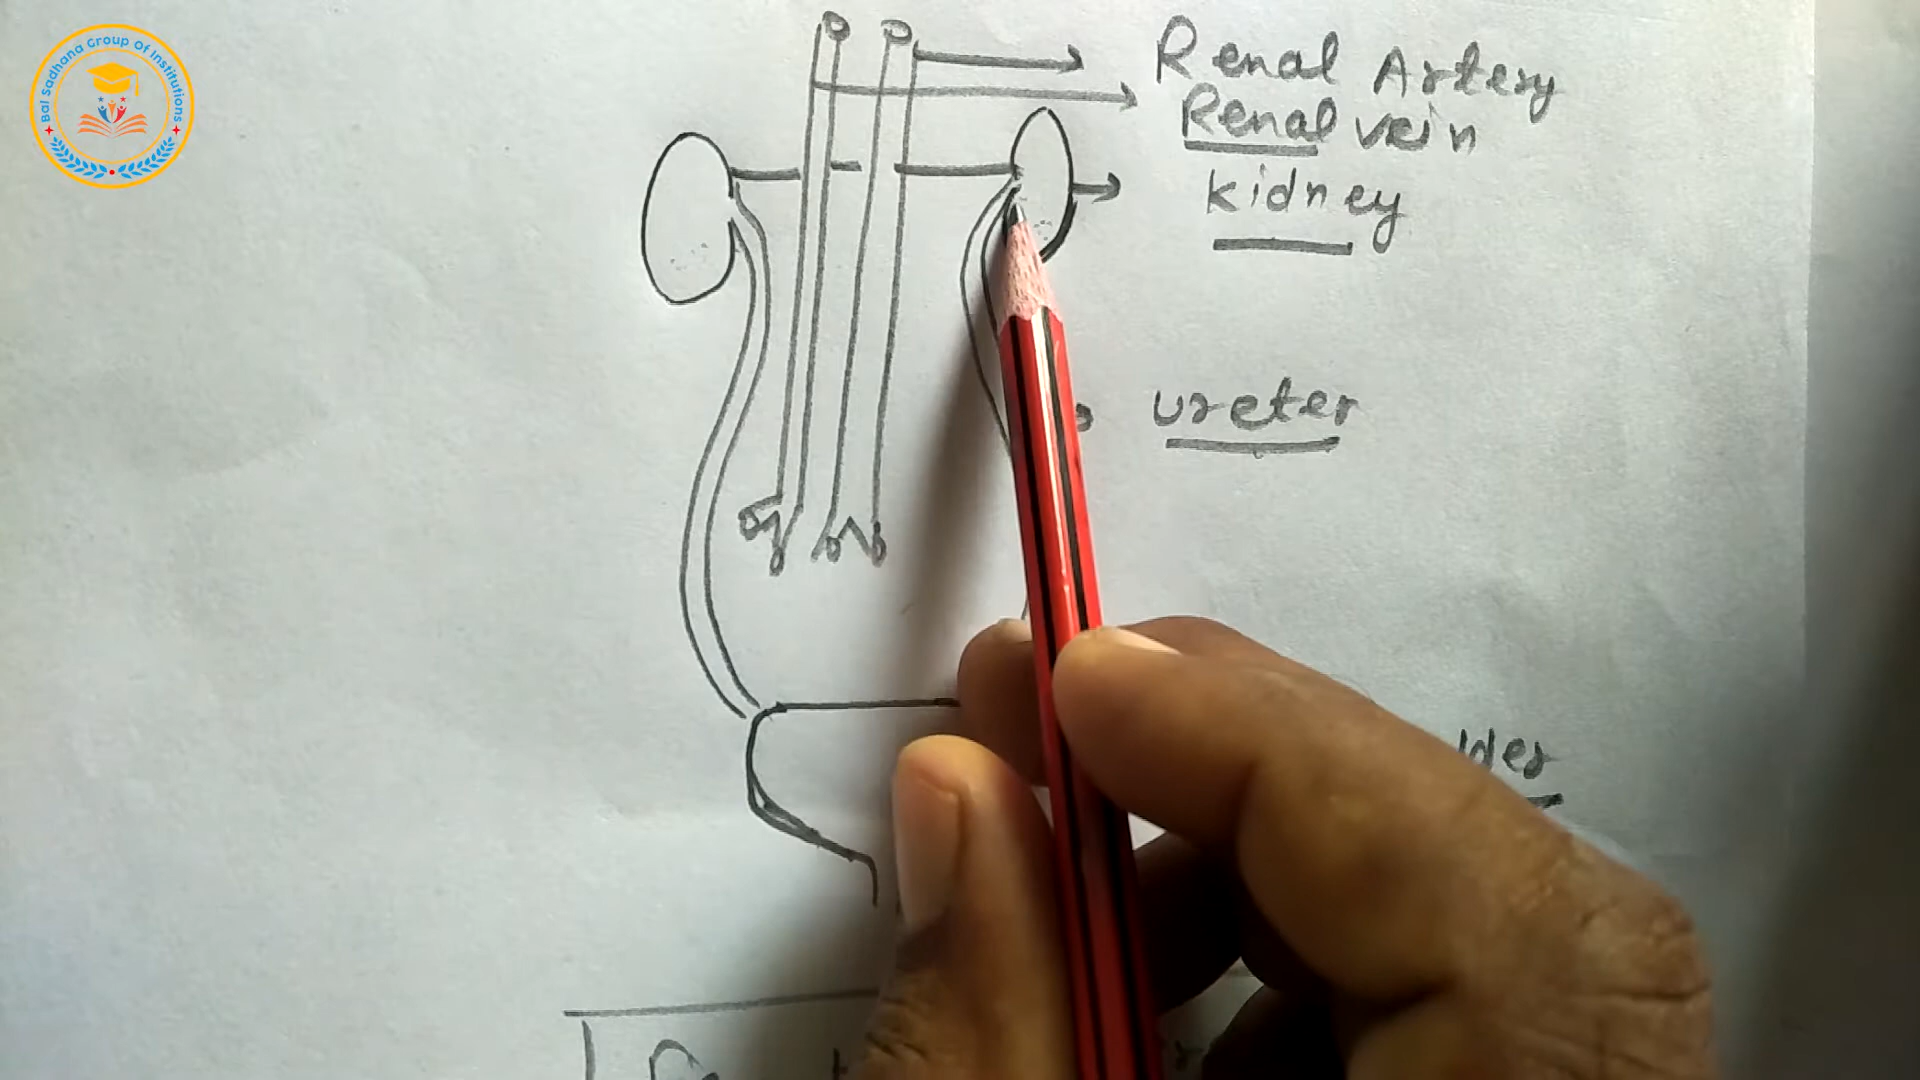 Bal Sadhana Group Of Institutions
Renal Artery
Renal vein
kidney
ureter